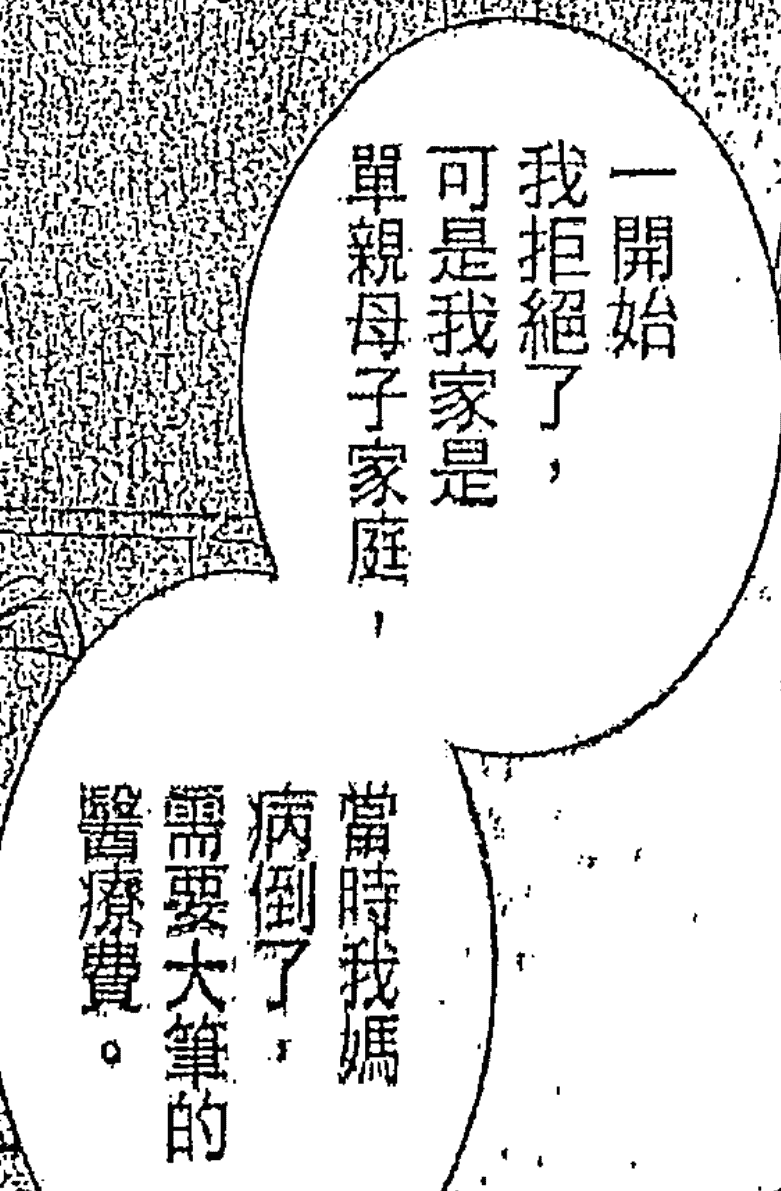 一開始
我拒絕了，
可是我家是
單親母子家庭，
當時我媽
病倒了，
需要大筆的
醫療費。